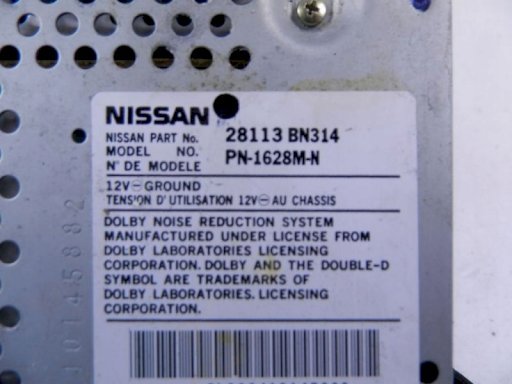 NISSAN
NISSAN PART No. 28113 BN314
MODEL NO. PN-1628M-N
N° DE MODELE
12V⊖GROUND
TENSION D'UTILISATION 12V⊖AU CHASSIS
DOLBY NOISE REDUCTION SYSTEM
MANUFACTURED UNDER LICENSE FROM
DOLBY LABORATORIES LICENSING
CORPORATION. DOLBY AND THE DOUBLE-D
SYMBOL ARE TRADEMARKS OF
DOLBY LABORATORIES. LICENSING
CORPORATION.